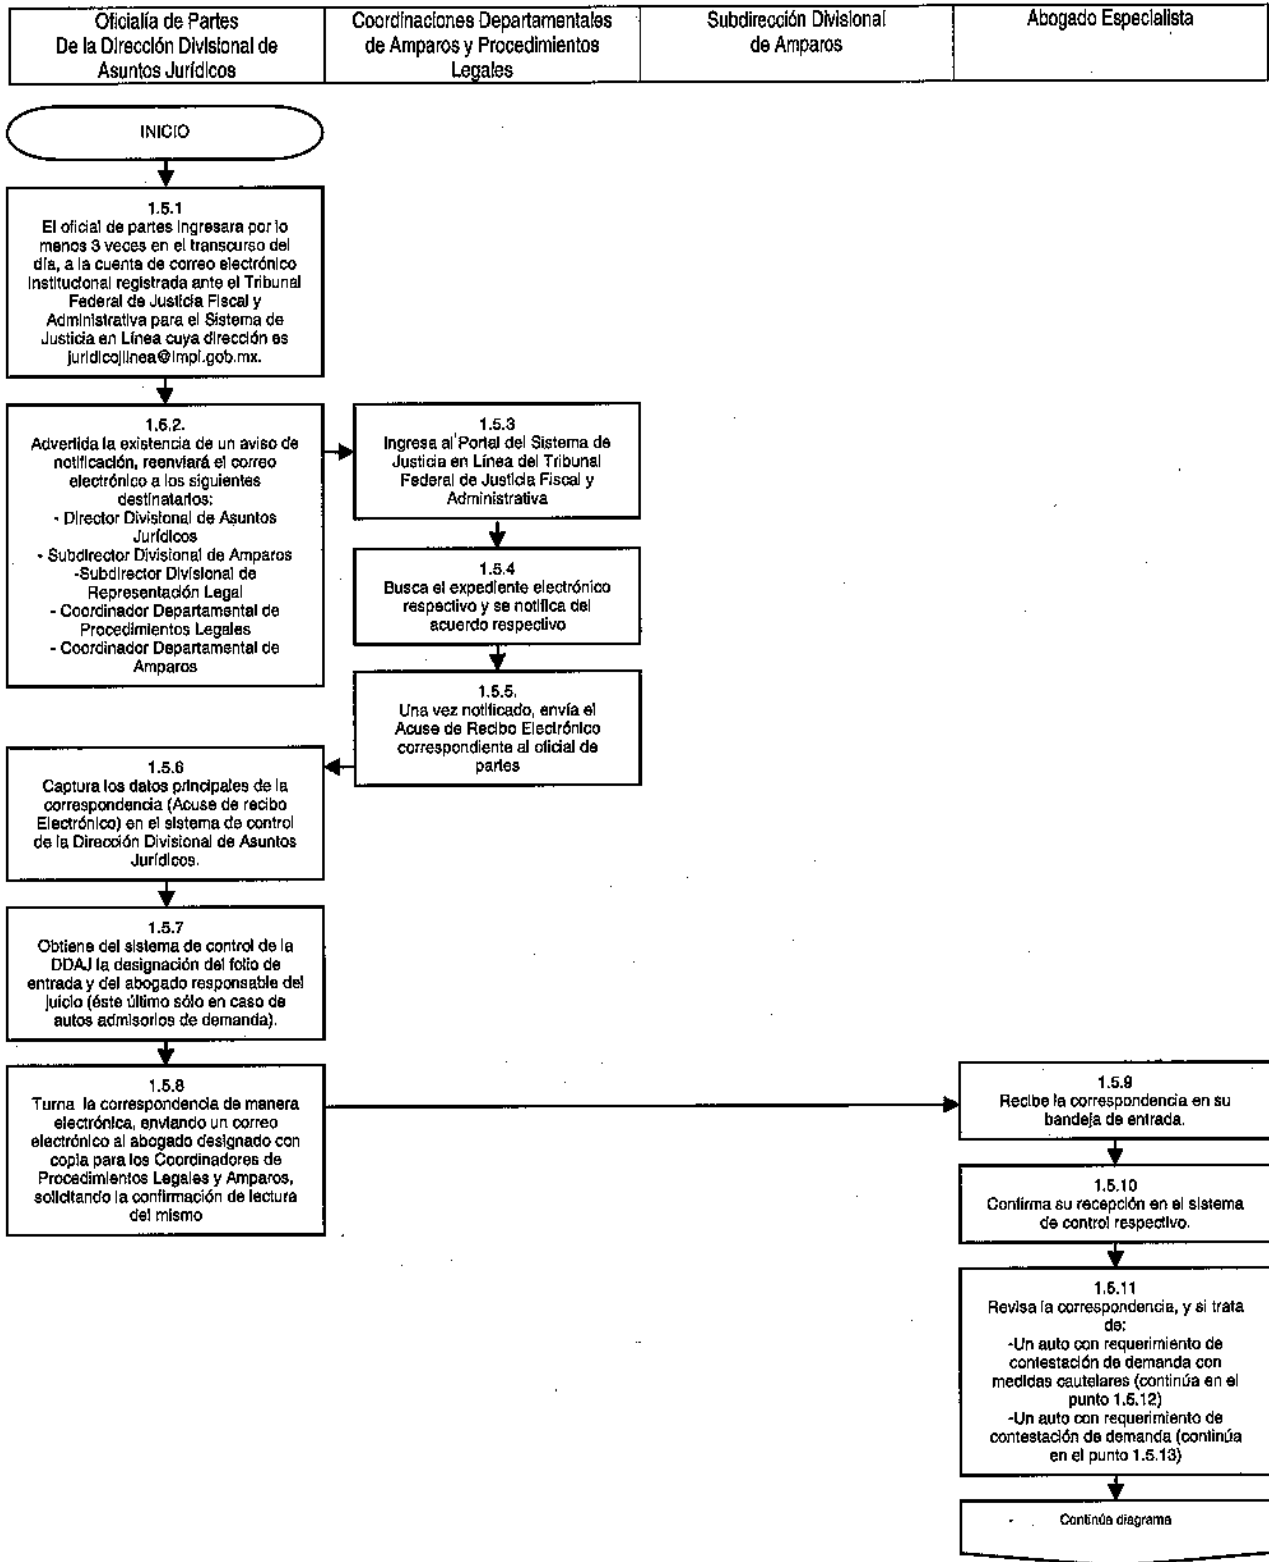 Oficialía de Partes
De la Dirección Divisional de
Asuntos Jurídicos
Coordinaciones Departamentales
de Amparos y Procedimientos
Legales
Subdirección Divisional
de Amparos
Abogado Especialista
INICIO
1.5.1
El oficial de partes ingresara por lo
menos 3 veces en el transcurso del
día, a la cuenta de correo electrónico
institucional registrada ante el Tribunal
Federal de Justicia Fiscal y
Administrativa para el Sistema de
Justicia en Línea cuya dirección es
juridicojlinea@impi.gob.mx.
1.5.2.
Advertida la existencia de un aviso de
notificación, reenviará el correo
electrónico a los siguientes
destinatarios:
- Director Divisional de Asuntos
Jurídicos
- Subdirector Divisional de Amparos
-Subdirector Divisional de
Representación Legal
- Coordinador Departamental de
Procedimientos Legales
- Coordinador Departamental de
Amparos
1.5.3
Ingresa al Portal del Sistema de
Justicia en Línea del Tribunal
Federal de Justicia Fiscal y
Administrativa
1.5.4
Busca el expediente electrónico
respectivo y se notifica del
acuerdo respectivo
1.5.5.
Una vez notificado, envía el
Acuse de Recibo Electrónico
correspondiente al oficial de
partes
1.5.6
Captura los datos principales de la
correspondencia (Acuse de recibo
Electrónico) en el sistema de control
de la Dirección Divisional de Asuntos
Jurídicos.
1.5.7
Obtiene del sistema de control de la
DDAJ la designación del folio de
entrada y del abogado responsable del
juicio (éste último sólo en caso de
autos admisorios de demanda).
1.5.8
Turna la correspondencia de manera
electrónica, enviando un correo
electrónico al abogado designado con
copia para los Coordinadores de
Procedimientos Legales y Amparos,
solicitando la confirmación de lectura
del mismo
1.5.9
Recibe la correspondencia en su
bandeja de entrada.
1.5.10
Confirma su recepción en el sistema
de control respectivo.
1.5.11
Revisa la correspondencia, y si trata
de:
-Un auto con requerimiento de
contestación de demanda con
medidas cautelares (continúa en el
punto 1.5.12)
-Un auto con requerimiento de
contestación de demanda (continúa
en el punto 1.5.13)
Continúa diagrama